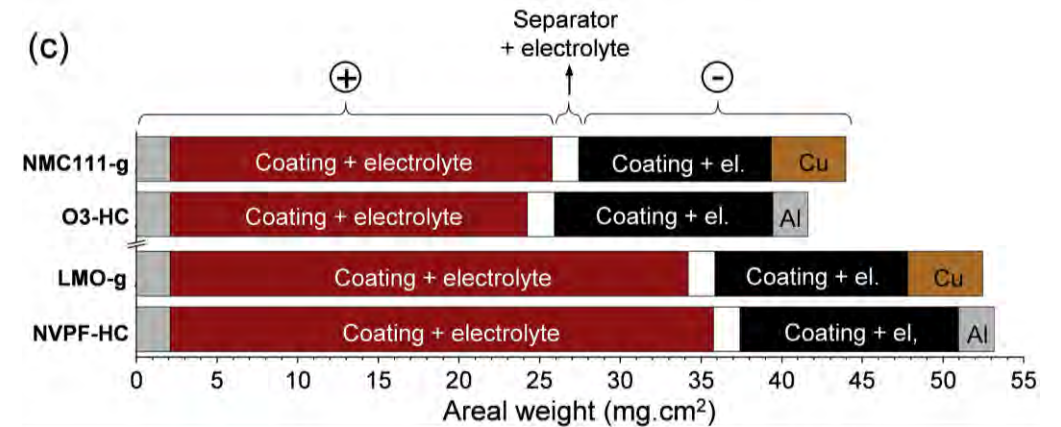 (c)
Separator
+ electrolyte
+
-
NMC111-g
Coating + electrolyte
Coating + el.
Cu
O3-HC
Coating + electrolyte
Coating + el.
Al
LMO-g
Coating + electrolyte
Coating + el.
Cu
NVPF-HC
Coating + electrolyte
Coating + el,
Al
0 5 10 15 20 25 30 35 40 45 50 55
Areal weight (mg.cm²)